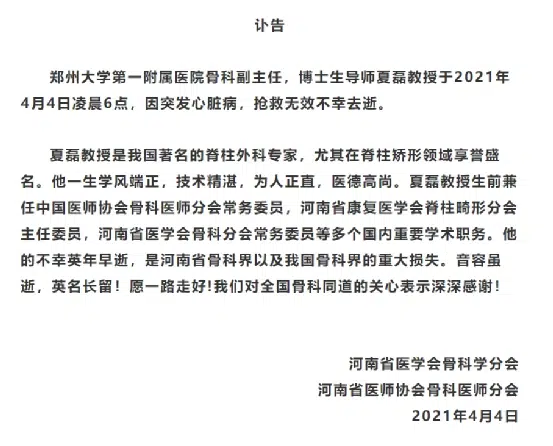 讣告
郑州大学第一附属医院骨科副主任，博士生导师夏磊教授于2021年
4月4日凌晨6点，因突发心脏病，抢救无效不幸去逝。
夏磊教授是我国著名的脊柱外科专家，尤其在脊柱矫形领域享誉盛
名。他一生学风端正，技术精湛，为人正直，医德高尚。夏磊教授生前兼
任中国医师协会骨科医师分会常务委员，河南省康复医学会脊柱畸形分会
主任委员，河南省医学会骨科分会常务委员等多个国内重要学术职务。他
的不幸英年早逝，是河南省骨科界以及我国骨科界的重大损失。音容虽
逝，英名长留！愿一路走好!我们对全国骨科同道的关心表示深深感谢！
河南省医学会骨科学分会
河南省医师协会骨科医师分会
2021年4月4日